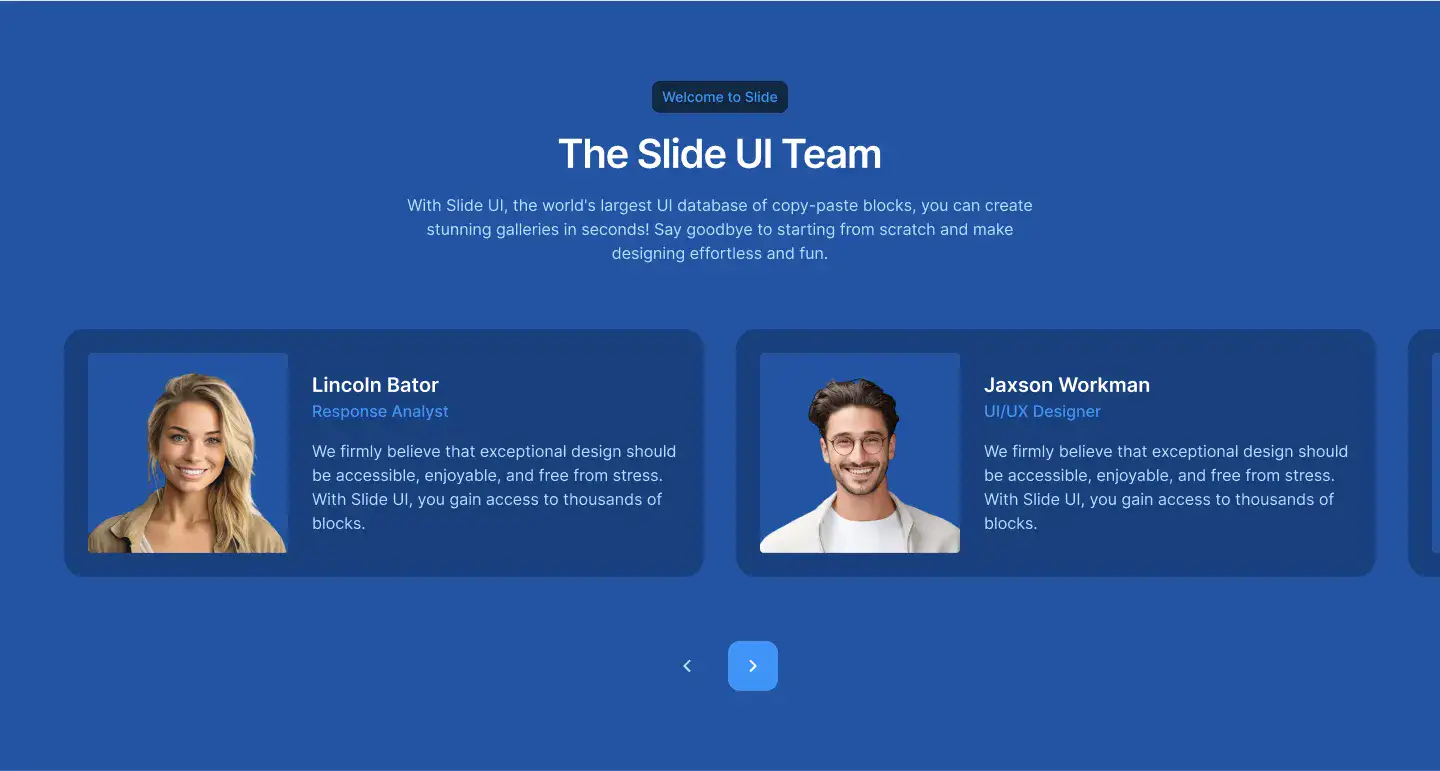 Welcome to Slide
The Slide UI Team
With Slide UI, the world's largest UI database of copy-paste blocks, you can create
stunning galleries in seconds! Say goodbye to starting from scratch and make
designing effortless and fun.
Lincoln Bator
Response Analyst
We firmly believe that exceptional design should
be accessible, enjoyable, and free from stress.
With Slide UI, you gain access to thousands of
blocks.
Jaxson Workman
UI/UX Designer
We firmly believe that exceptional design should
be accessible, enjoyable, and free from stress.
With Slide UI, you gain access to thousands of
blocks.